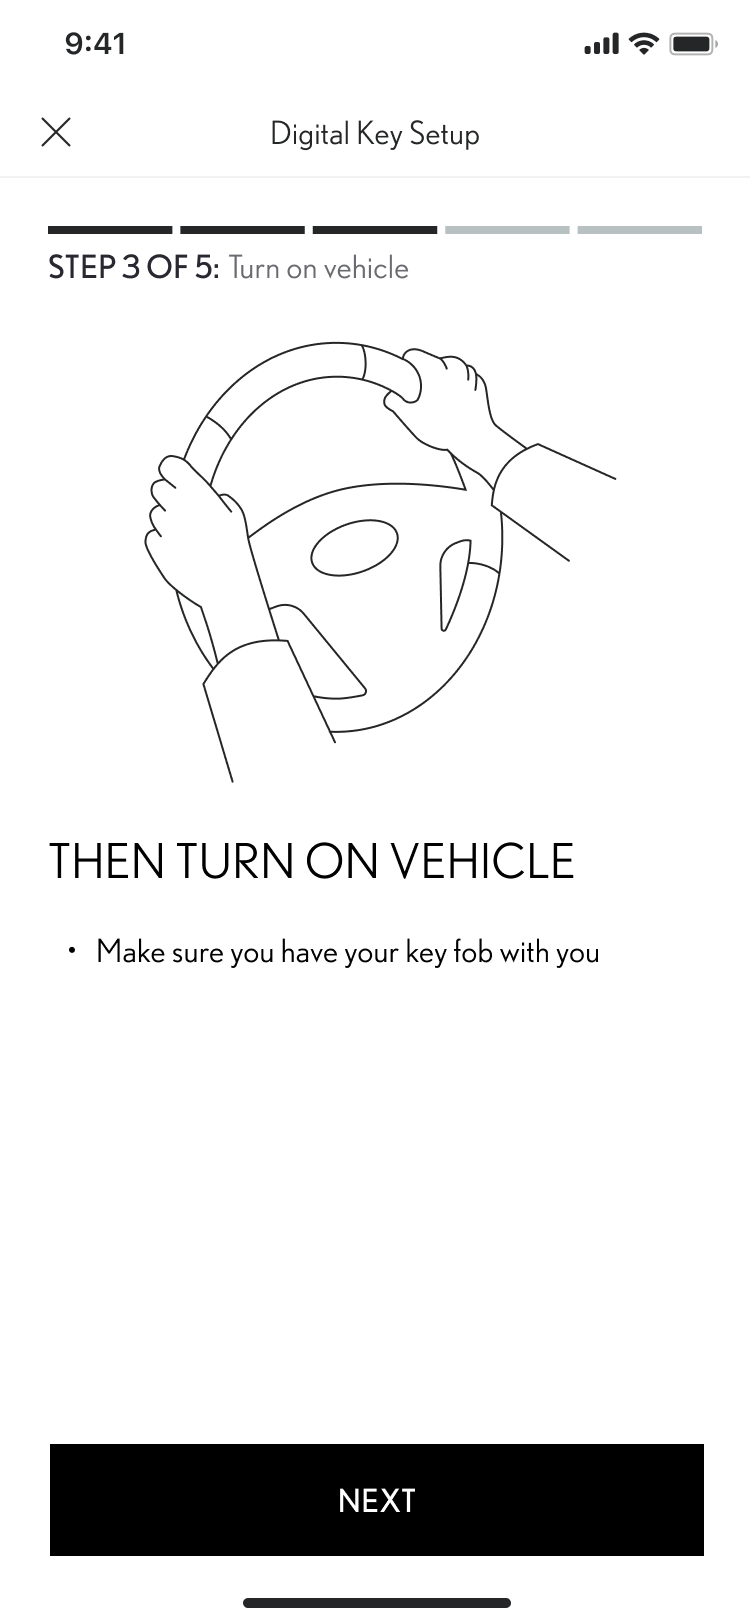 9:41
Digital Key Setup
STEP 3 OF 5: Turn on vehicle
THEN TURN ON VEHICLE
• Make sure you have your key fob with you
NEXT